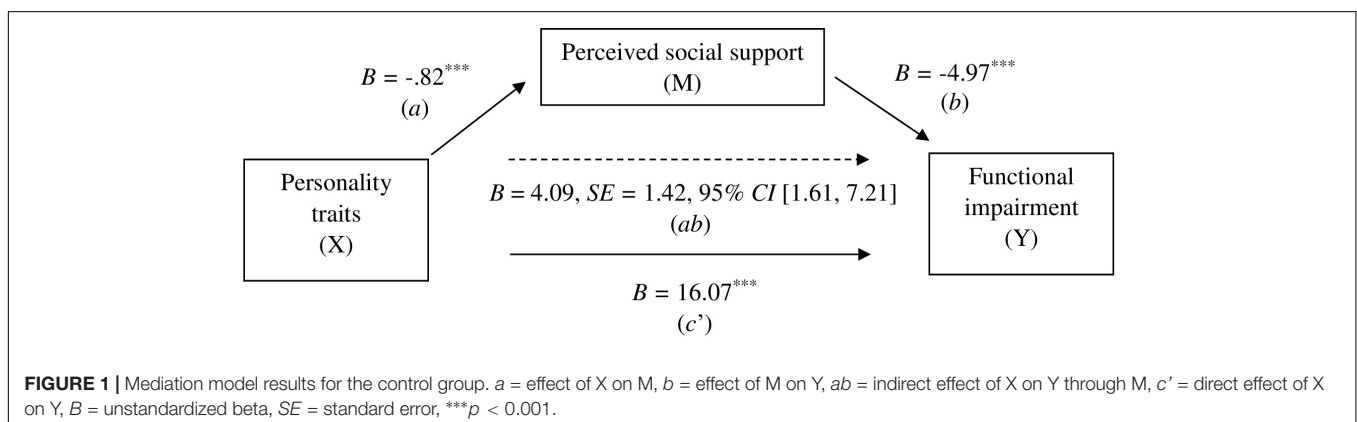 Perceived social support
(M)
B = -.82***
(a)
B = -4.97***
(b)
Personality
traits
(X)
B = 4.09, SE = 1.42, 95% CI [1.61, 7.21]
(ab)
Functional
impairment
(Y)
B = 16.07***
(c’)
FIGURE 1 | Mediation model results for the control group. a = effect of X on M, b = effect of M on Y, ab = indirect effect of X on Y through M, c’ = direct effect of X
on Y, B = unstandardized beta, SE = standard error, ***p < 0.001.